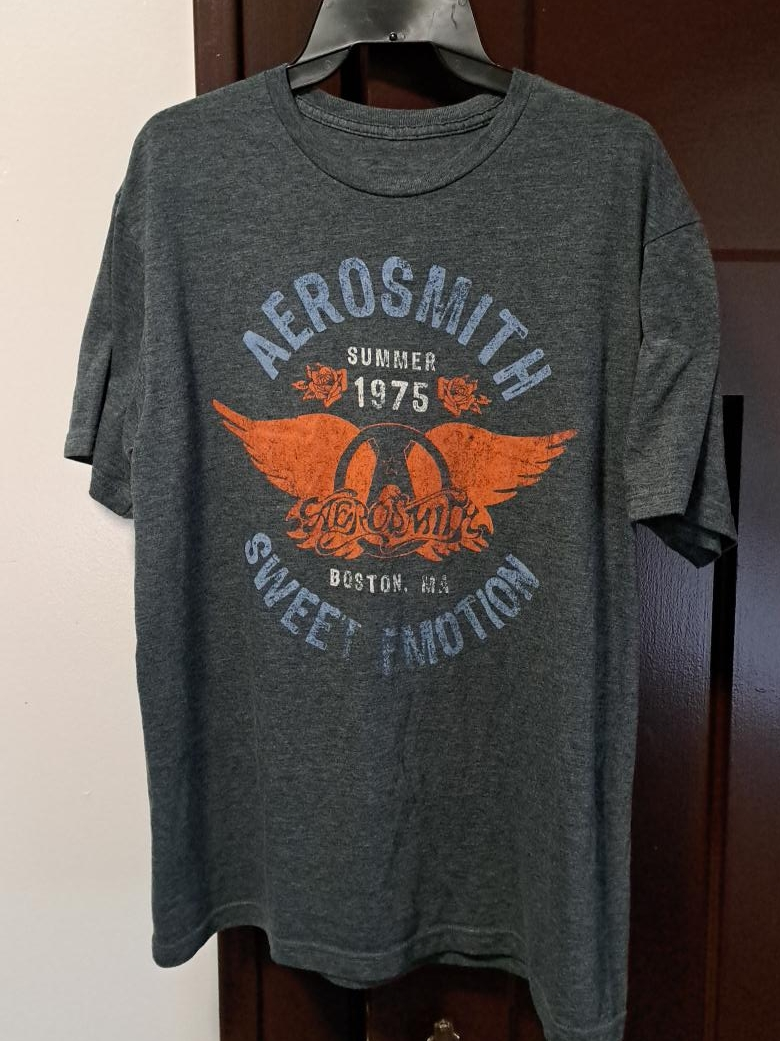 AEROSMITH
SUMMER
1975
AEROSMITH
BOSTON, MA
SWEET EMOTION